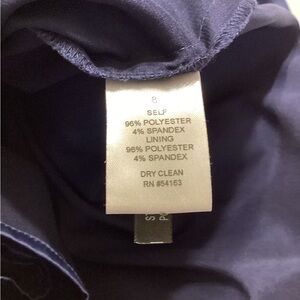 8
SELF
96% POLYESTER
4% SPANDEX
LINING
96% POLYESTER
4% SPANDEX
DRY CLEAN
RN #54163